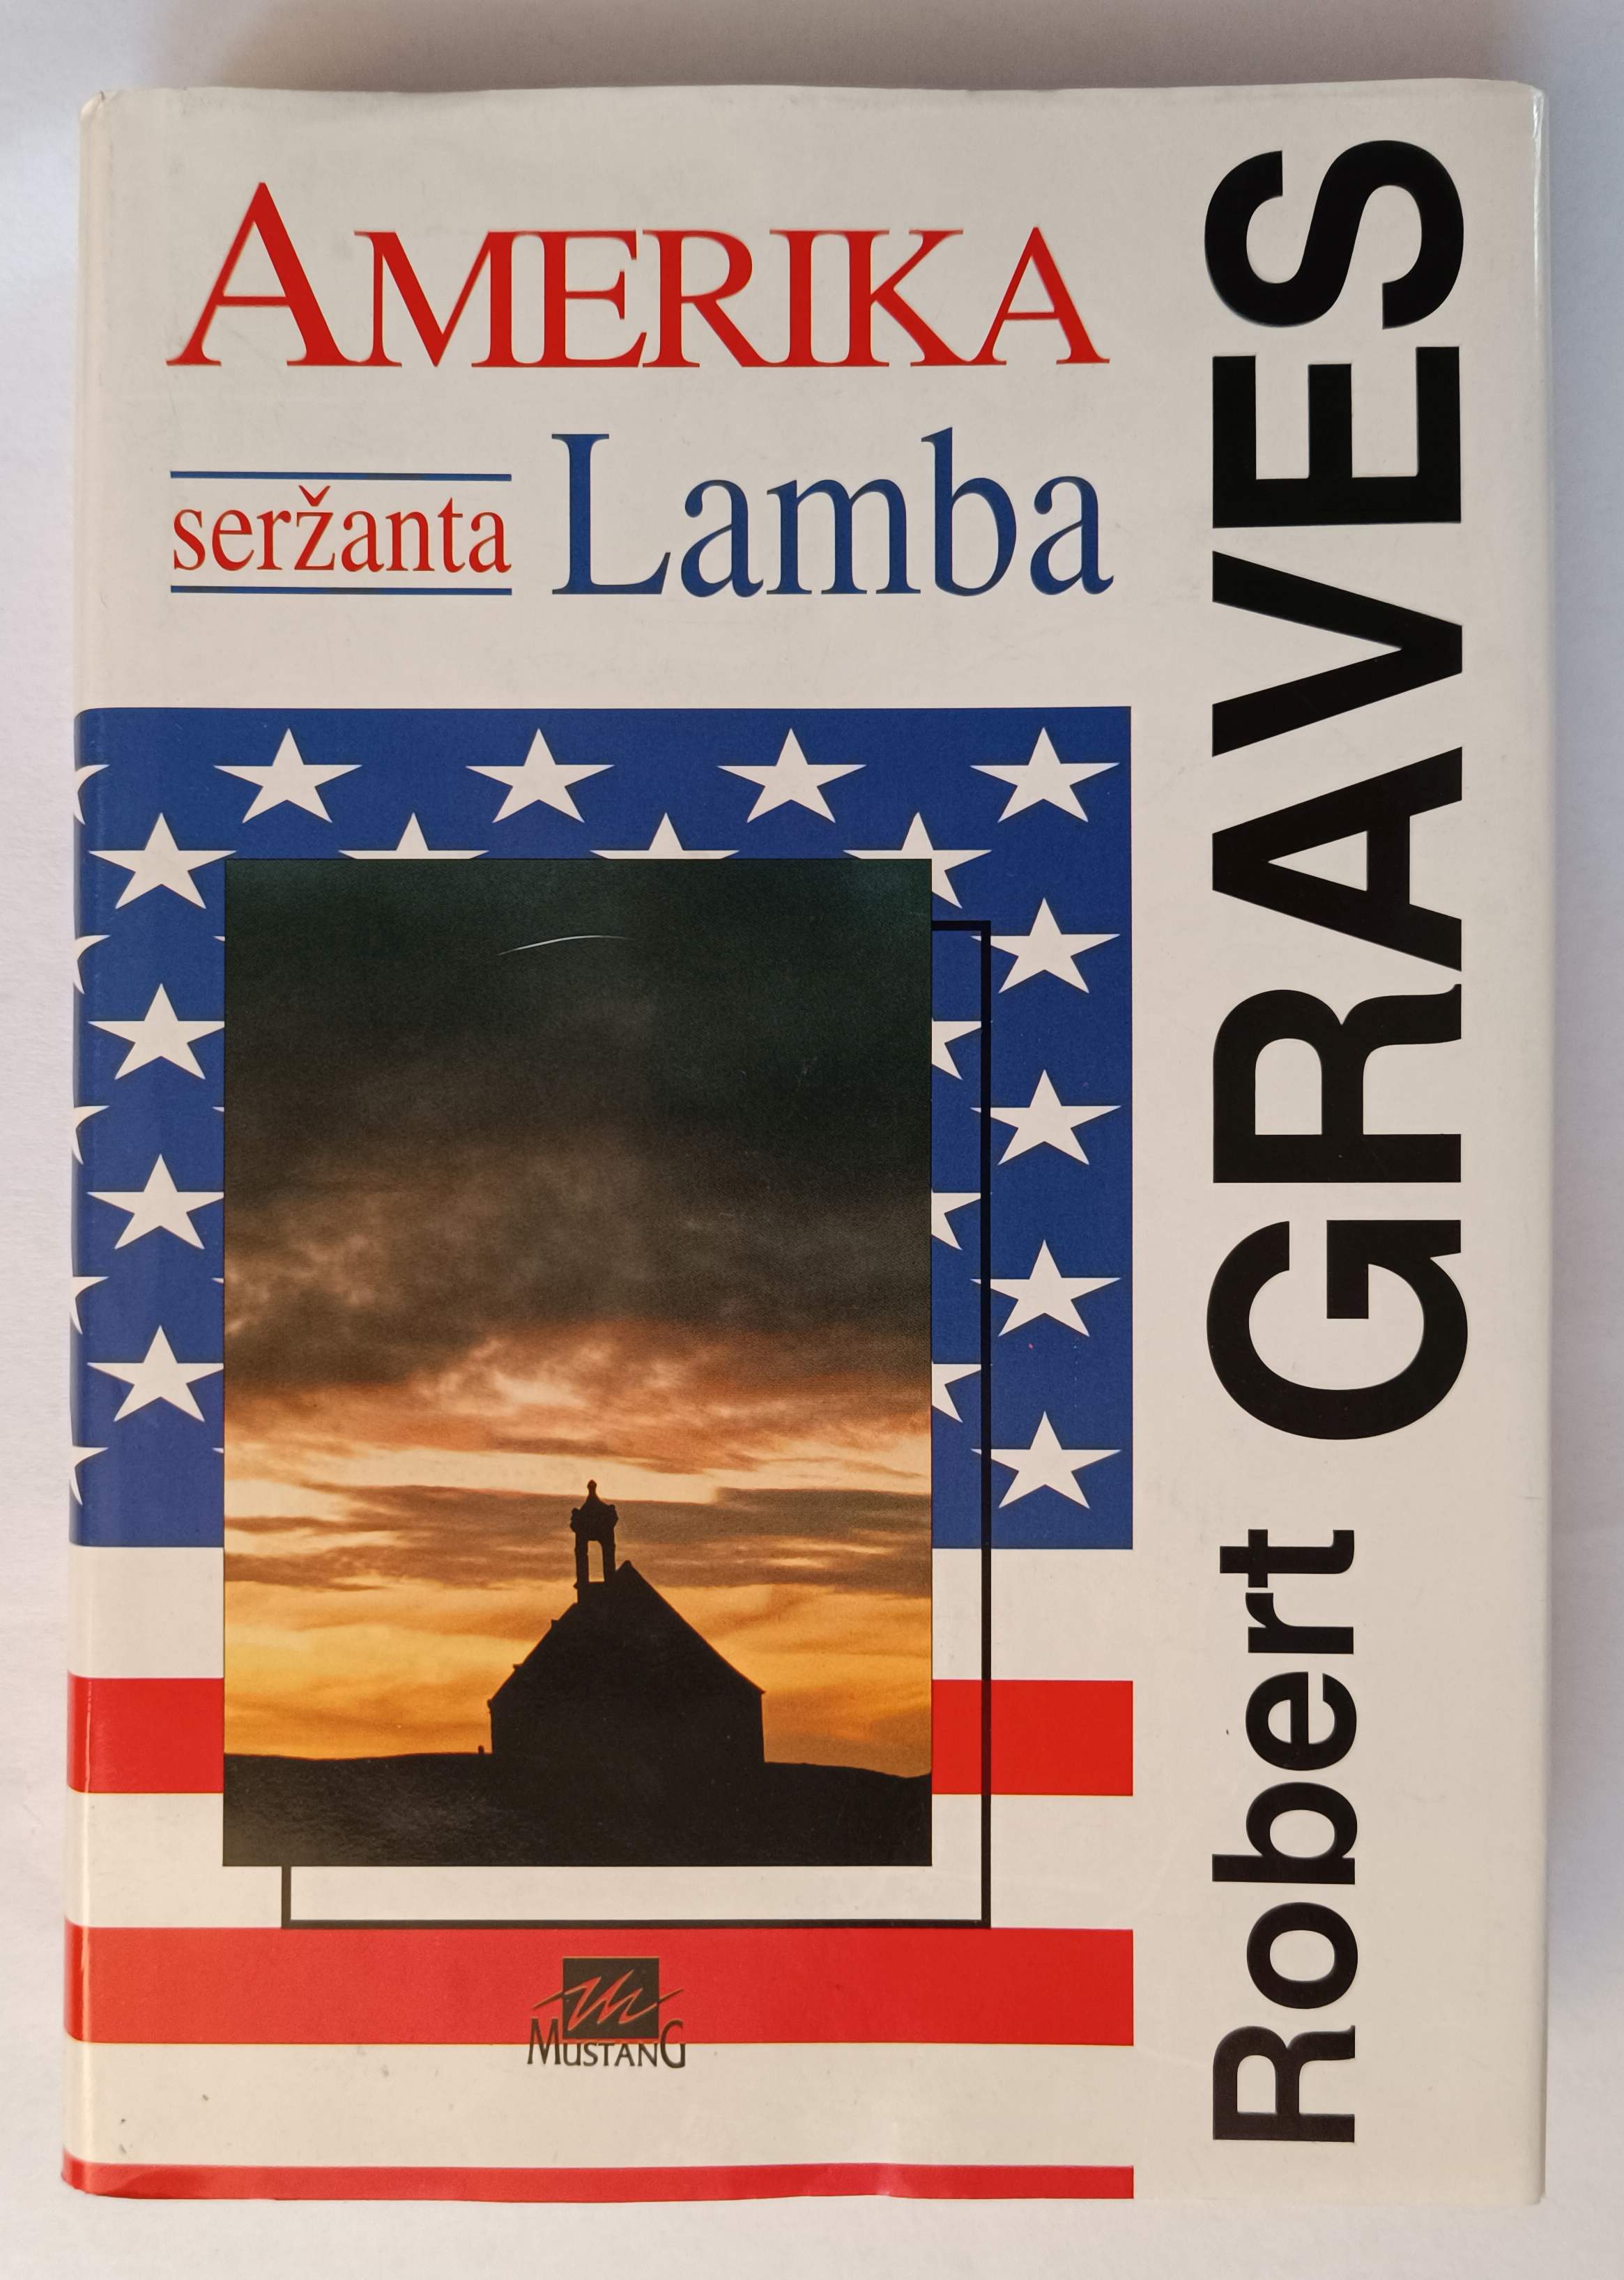 AMERIKA
seržanta Lamba
Robert GRAVES
MUSTANG